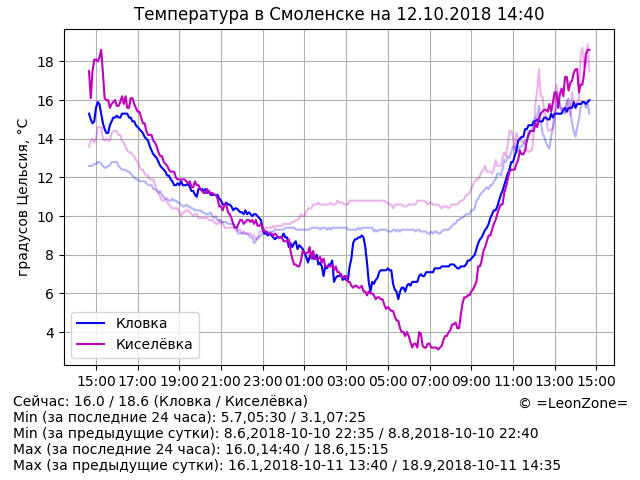 Температура в Смоленске на 12.10.2018 14:40
градусов Цельсия, °C
18
16
14
12
10
8
6
4
Кловка
Киселёвка
15:00 17:00 19:00 21:00 23:00 01:00 03:00 05:00 07:00 09:00 11:00 13:00 15:00
Сейчас: 16.0 / 18.6 (Кловка / Киселёвка)
© =LeonZone=
Min (за последние 24 часа): 5.7,05:30 / 3.1,07:25
Min (за предыдущие сутки): 8.6,2018-10-10 22:35 / 8.8,2018-10-10 22:40
Max (за последние 24 часа): 16.0,14:40 / 18.6,15:15
Max (за предыдущие сутки): 16.1,2018-10-11 13:40 / 18.9,2018-10-11 14:35